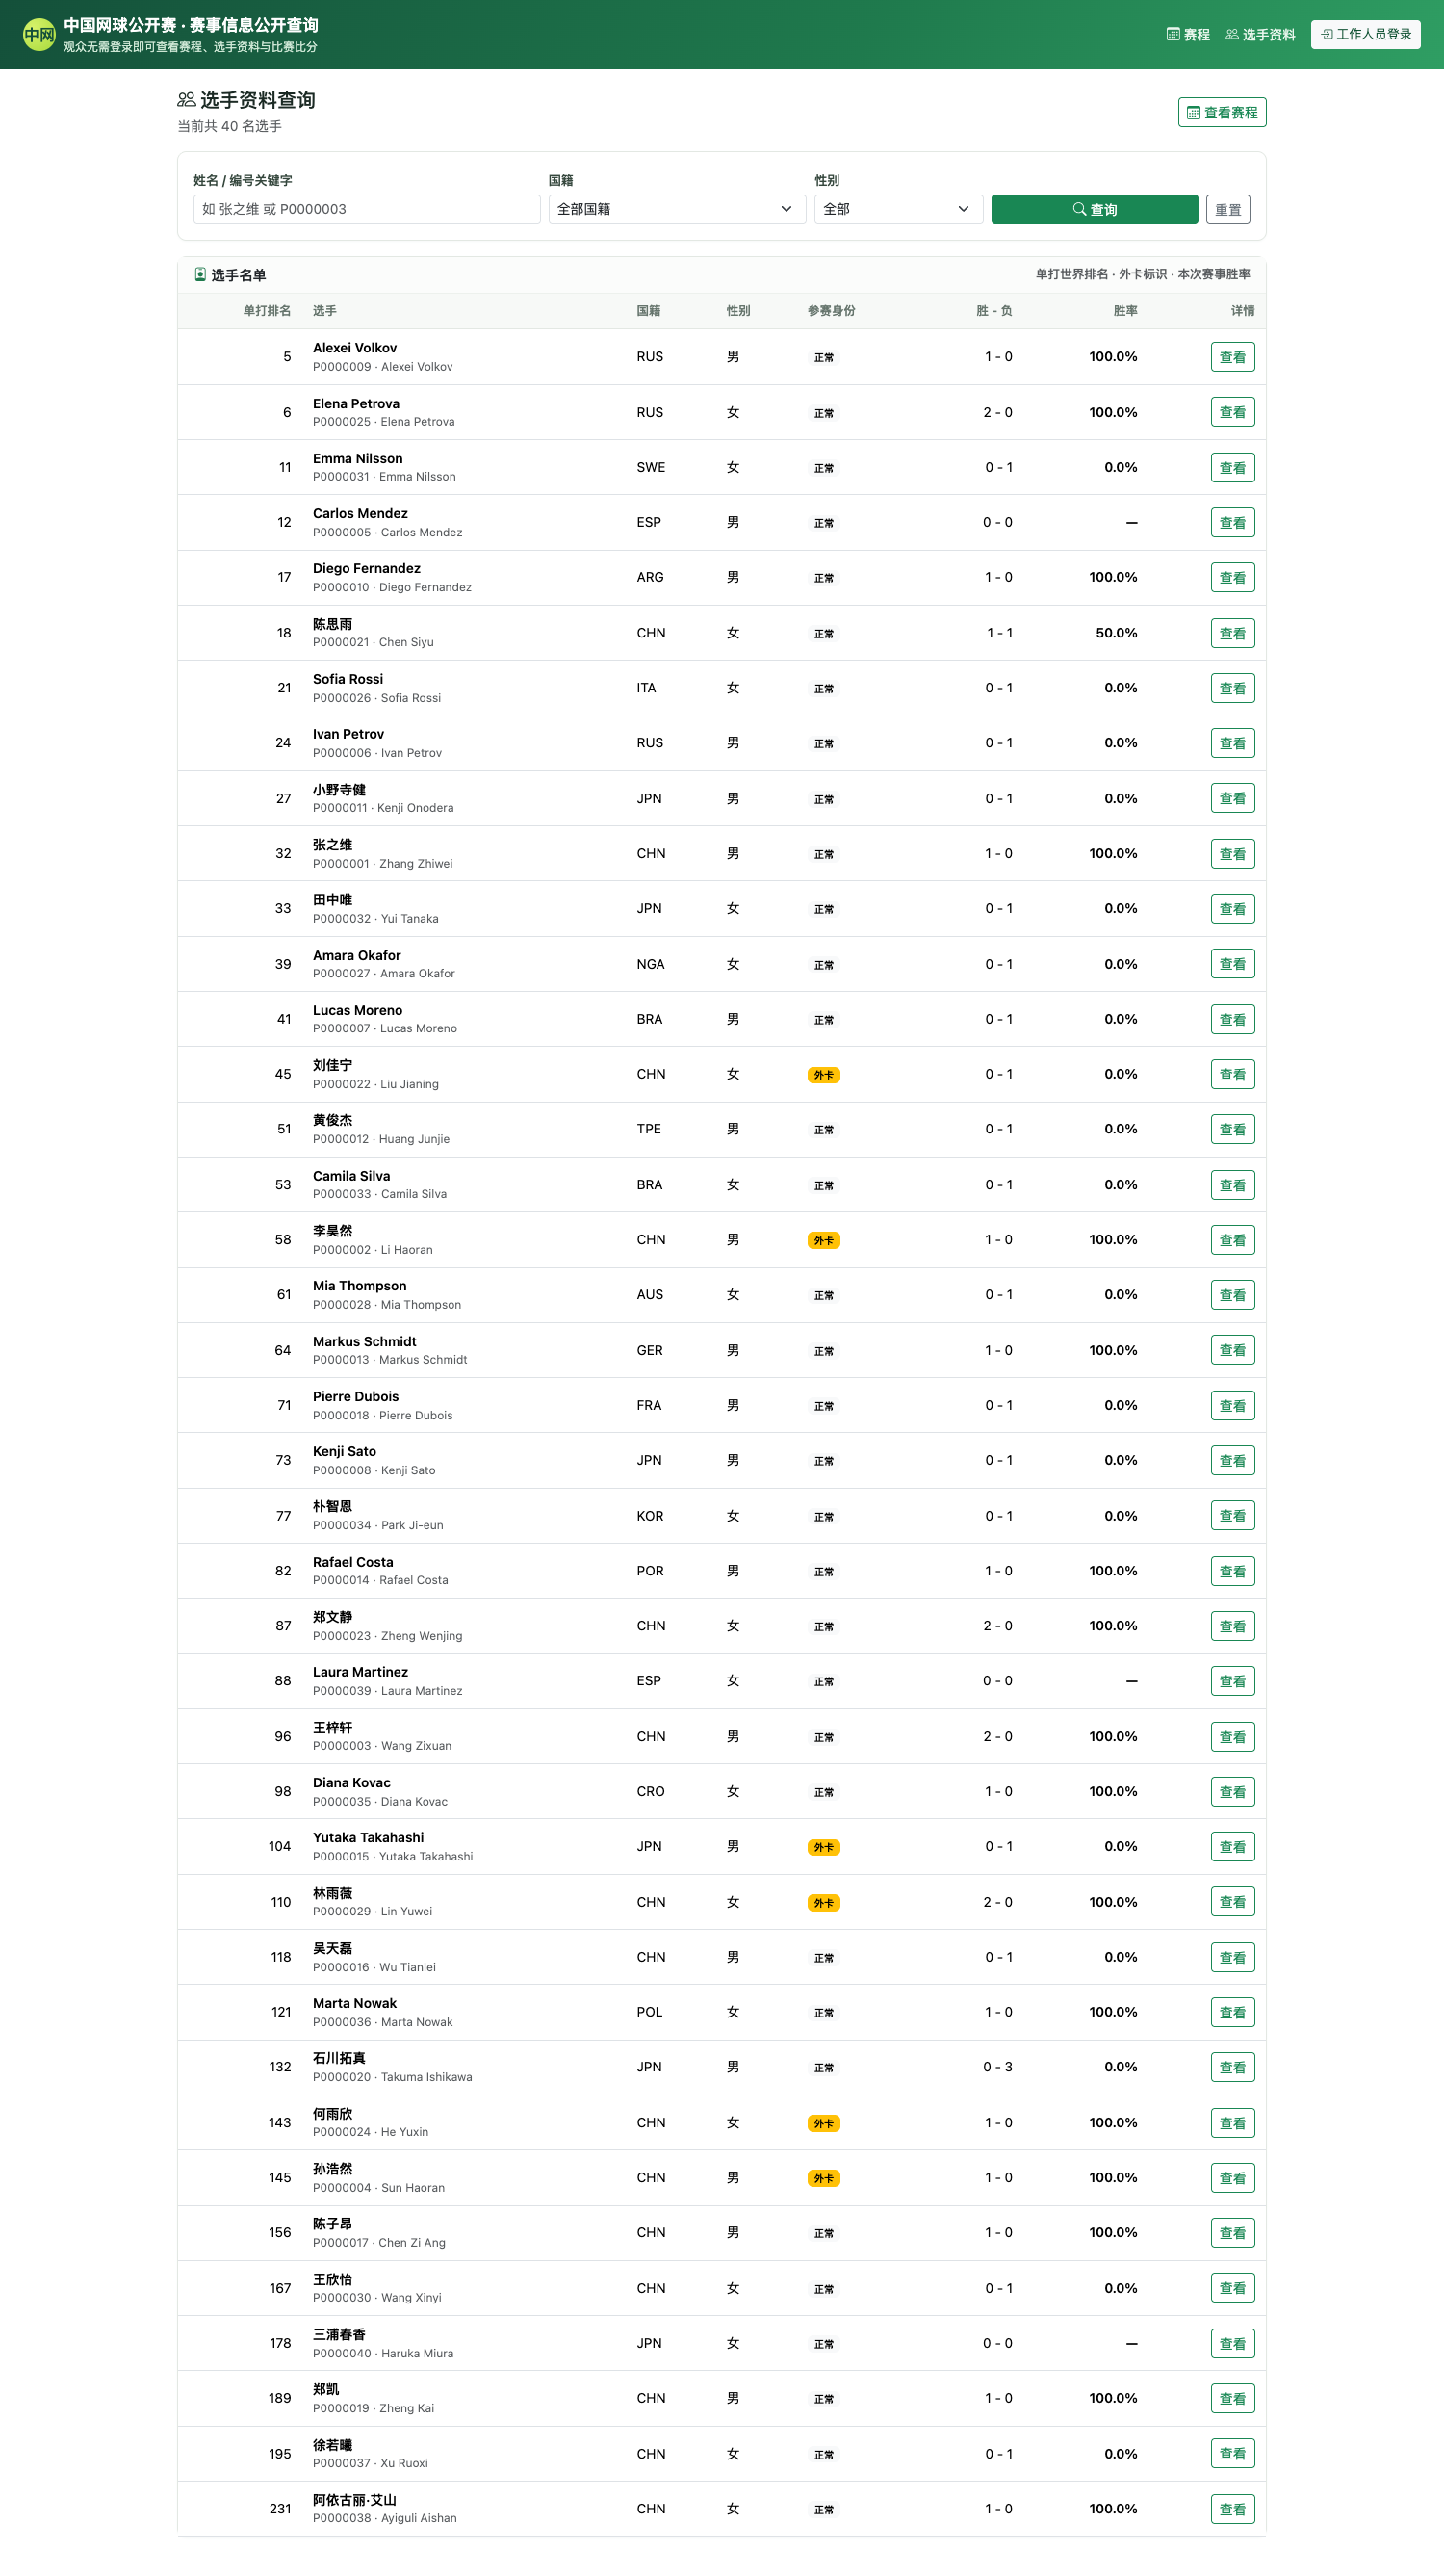 中网 中国网球公开赛 · 赛事信息公开查询
观众无需登录即可查看赛程、选手资料与比赛比分
赛程 选手资料 工作人员登录
选手资料查询
当前共 40 名选手
查看赛程
姓名 / 编号关键字 国籍 性别
如 张之维 或 P0000003 全部国籍 全部 查询 重置
选手名单 单打世界排名 · 外卡标识 · 本次赛事胜率
单打排名 选手 国籍 性别 参赛身份 胜 - 负 胜率 详情
5 Alexei Volkov RUS 男 正常 1 - 0 100.0% 查看
P0000009 · Alexei Volkov
6 Elena Petrova RUS 女 正常 2 - 0 100.0% 查看
P0000025 · Elena Petrova
11 Emma Nilsson SWE 女 正常 0 - 1 0.0% 查看
P0000031 · Emma Nilsson
12 Carlos Mendez ESP 男 正常 0 - 0 — 查看
P0000005 · Carlos Mendez
17 Diego Fernandez ARG 男 正常 1 - 0 100.0% 查看
P0000010 · Diego Fernandez
18 陈思雨 CHN 女 正常 1 - 1 50.0% 查看
P0000021 · Chen Siyu
21 Sofia Rossi ITA 女 正常 0 - 1 0.0% 查看
P0000026 · Sofia Rossi
24 Ivan Petrov RUS 男 正常 0 - 1 0.0% 查看
P0000006 · Ivan Petrov
27 小野寺健 JPN 男 正常 0 - 1 0.0% 查看
P0000011 · Kenji Onodera
32 张之维 CHN 男 正常 1 - 0 100.0% 查看
P0000001 · Zhang Zhiwei
33 田中唯 JPN 女 正常 0 - 1 0.0% 查看
P0000032 · Yui Tanaka
39 Amara Okafor NGA 女 正常 0 - 1 0.0% 查看
P0000027 · Amara Okafor
41 Lucas Moreno BRA 男 正常 0 - 1 0.0% 查看
P0000007 · Lucas Moreno
45 刘佳宁 CHN 女 外卡 0 - 1 0.0% 查看
P0000022 · Liu Jianing
51 黄俊杰 TPE 男 正常 0 - 1 0.0% 查看
P0000012 · Huang Junjie
53 Camila Silva BRA 女 正常 0 - 1 0.0% 查看
P0000033 · Camila Silva
58 李昊然 CHN 男 外卡 1 - 0 100.0% 查看
P0000002 · Li Haoran
61 Mia Thompson AUS 女 正常 0 - 1 0.0% 查看
P0000028 · Mia Thompson
64 Markus Schmidt GER 男 正常 1 - 0 100.0% 查看
P0000013 · Markus Schmidt
71 Pierre Dubois FRA 男 正常 0 - 1 0.0% 查看
P0000018 · Pierre Dubois
73 Kenji Sato JPN 男 正常 0 - 1 0.0% 查看
P0000008 · Kenji Sato
77 朴智恩 KOR 女 正常 0 - 1 0.0% 查看
P0000034 · Park Ji-eun
82 Rafael Costa POR 男 正常 1 - 0 100.0% 查看
P0000014 · Rafael Costa
87 郑文静 CHN 女 正常 2 - 0 100.0% 查看
P0000023 · Zheng Wenjing
88 Laura Martinez ESP 女 正常 0 - 0 — 查看
P0000039 · Laura Martinez
96 王梓轩 CHN 男 正常 2 - 0 100.0% 查看
P0000003 · Wang Zixuan
98 Diana Kovac CRO 女 正常 1 - 0 100.0% 查看
P0000035 · Diana Kovac
104 Yutaka Takahashi JPN 男 外卡 0 - 1 0.0% 查看
P0000015 · Yutaka Takahashi
110 林雨薇 CHN 女 外卡 2 - 0 100.0% 查看
P0000029 · Lin Yuwei
118 吴天磊 CHN 男 正常 0 - 1 0.0% 查看
P0000016 · Wu Tianlei
121 Marta Nowak POL 女 正常 1 - 0 100.0% 查看
P0000036 · Marta Nowak
132 石川拓真 JPN 男 正常 0 - 3 0.0% 查看
P0000020 · Takuma Ishikawa
143 何雨欣 CHN 女 外卡 1 - 0 100.0% 查看
P0000024 · He Yuxin
145 孙浩然 CHN 男 外卡 1 - 0 100.0% 查看
P0000004 · Sun Haoran
156 陈子昂 CHN 男 正常 1 - 0 100.0% 查看
P0000017 · Chen Zi Ang
167 王欣怡 CHN 女 正常 0 - 1 0.0% 查看
P0000030 · Wang Xinyi
178 三浦春香 JPN 女 正常 0 - 0 — 查看
P0000040 · Haruka Miura
189 郑凯 CHN 男 正常 1 - 0 100.0% 查看
P0000019 · Zheng Kai
195 徐若曦 CHN 女 正常 0 - 1 0.0% 查看
P0000037 · Xu Ruoxi
231 阿依古丽·艾山 CHN 女 正常 1 - 0 100.0% 查看
P0000038 · Ayiguli Aishan